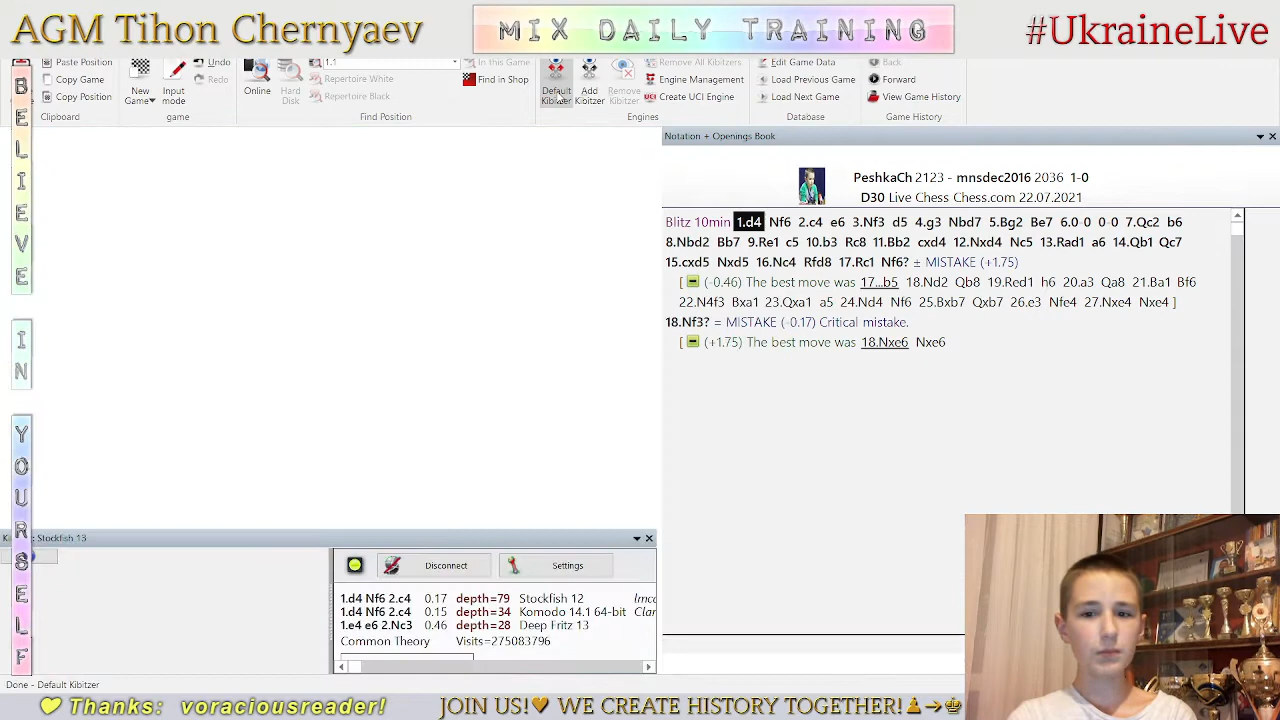 AGM Tihon Chernyaev
MIX DAILY TRAINING
#UkraineLive
BELIEVE
IN
YOURSELF
Paste Position
Copy Game
Copy Position
Clipboard
New
Game
Input
mode
Undo
Redo
game
Online
Hard
Disk
1.1
Repertoire White
Repertoire Black
In this Game
Find in Shop
Find Position
Default
Kibitzer
Add
Kibitzer
Remove
Kibitzer
Remove All Kibitzers
Engine Management
UCI Create UCI Engine
Engines
Edit Game Data
Load Previous Game
Load Next Game
Database
Back
Forward
View Game History
Game History
Notation + Openings Book
PeshkaCh 2123 - mnsdec2016 2036 1-0
D30 Live Chess Chess.com 22.07.2021
Blitz 10min 1.d4 Nf6 2.c4 e6 3.Nf3 d5 4.g3 Nbd7 5.Bg2 Be7 6.0-0 0-0 7.Qc2 b6
8.Nbd2 Bb7 9.Re1 c5 10.b3 Rc8 11.Bb2 cxd4 12.Nxd4 Nc5 13.Rad1 a6 14.Qb1 Qc7
15.cxd5 Nxd5 16.Nc4 Rfd8 17.Rc1 Nf6? ± MISTAKE (+1.75)
[ (-0.46) The best move was 17...b5 18.Nd2 Qb8 19.Red1 h6 20.a3 Qa8 21.Ba1 Bf6
22.N4f3 Bxa1 23.Qxa1 a5 24.Nd4 Nf6 25.Bxb7 Qxb7 26.e3 Nfe4 27.Nxe4 Nxe4 ]
18.Nf3? = MISTAKE (-0.17) Critical mistake.
[ (+1.75) The best move was 18.Nxe6 Nxe6
Stockfish 13
Disconnect
Settings
1.d4 Nf6 2.c4 0.17 depth=79 Stockfish 12
1.d4 Nf6 2.c4 0.15 depth=34 Komodo 14.1 64-bit
1.e4 e6 2.Nc3 0.46 depth=28 Deep Fritz 13
Common Theory Visits=275083796
Done - Default Kibitzer
Thanks: voraciousreader!
JOIN US!♥ WE CREATE HISTORY TOGETHER!♟→♚